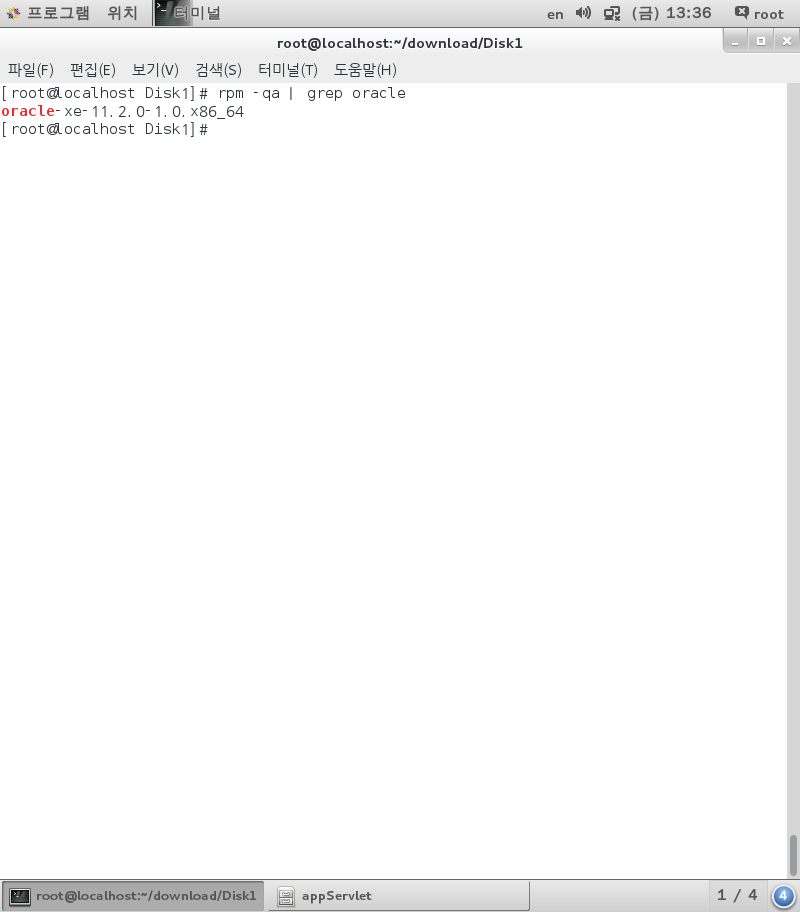 프로그램 위치 터미널 en (금) 13:36 root
root@localhost:~/download/Disk1
파일(F) 편집(E) 보기(V) 검색(S) 터미널(T) 도움말(H)
[root@localhost Disk1]# rpm -qa | grep oracle
oracle-xe-11.2.0-1.0.x86_64
[root@localhost Disk1]#
root@localhost:~/download/Disk1 appServlet 1 / 4 4